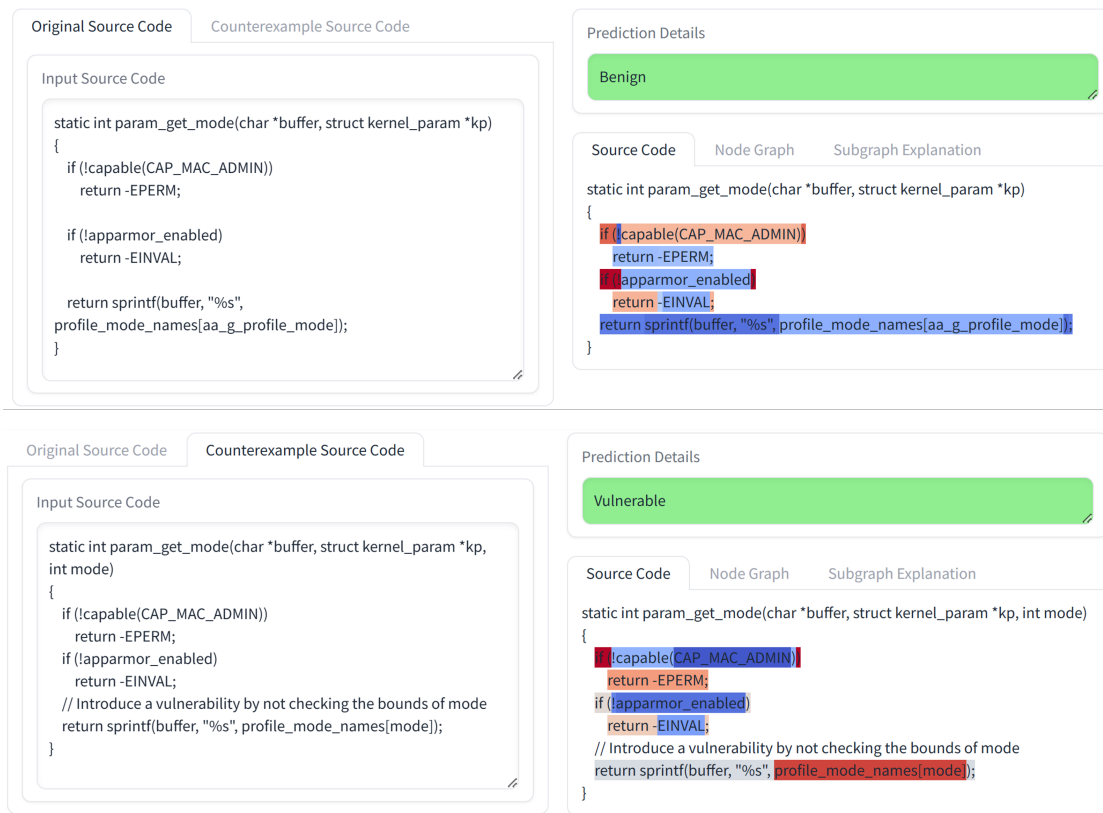 Original Source Code
Counterexample Source Code
Input Source Code
static int param_get_mode(char *buffer, struct kernel_param *kp)
{
if (!capable(CAP_MAC_ADMIN))
return -EPERM;
if (!apparmor_enabled)
return -EINVAL;
return sprintf(buffer, "%s",
profile_mode_names[aa_g_profile_mode]);
}
Prediction Details
Benign
Source Code
Node Graph
Subgraph Explanation
static int param_get_mode(char *buffer, struct kernel_param *kp)
{
if (!capable(CAP_MAC_ADMIN))
return -EPERM;
if (!apparmor_enabled)
return -EINVAL;
return sprintf(buffer, "%s", profile_mode_names[aa_g_profile_mode]);
}
Original Source Code
Counterexample Source Code
Input Source Code
static int param_get_mode(char *buffer, struct kernel_param *kp,
int mode)
{
if (!capable(CAP_MAC_ADMIN))
return -EPERM;
if (!apparmor_enabled)
return -EINVAL;
// Introduce a vulnerability by not checking the bounds of mode
return sprintf(buffer, "%s", profile_mode_names[mode]);
}
Prediction Details
Vulnerable
Source Code
Node Graph
Subgraph Explanation
static int param_get_mode(char *buffer, struct kernel_param *kp, int mode)
{
if (!capable(CAP_MAC_ADMIN))
return -EPERM;
if (!apparmor_enabled)
return -EINVAL;
// Introduce a vulnerability by not checking the bounds of mode
return sprintf(buffer, "%s", profile_mode_names[mode]);
}